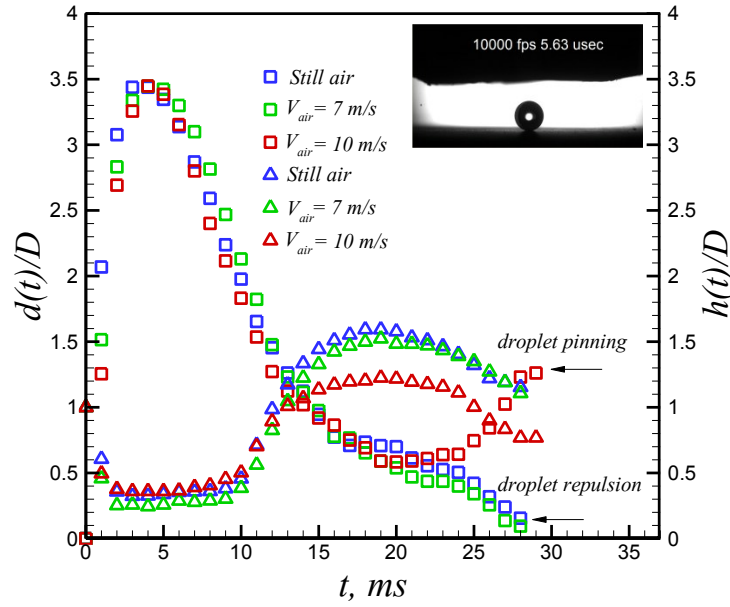 10000 fps 5.63 usec
Still air
V_air = 7 m/s
V_air = 10 m/s
Still air
V_air = 7 m/s
V_air = 10 m/s
droplet pinning
droplet repulsion
d(t)/D
h(t)/D
4
3.5
3
2.5
2
1.5
1
0.5
0
4
3.5
3
2.5
2
1.5
1
0.5
0
0 5 10 15 20 25 30 35
t, ms